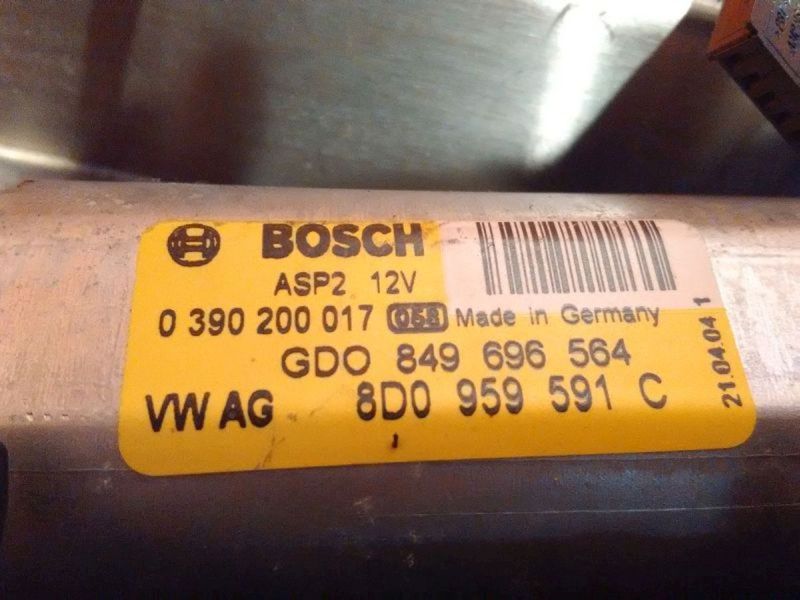 BOSCH
ASP2 12V
0 390 200 017 058 Made in Germany
GDO 849 696 564
VW AG 8D0 959 591 C
21.04.04 1